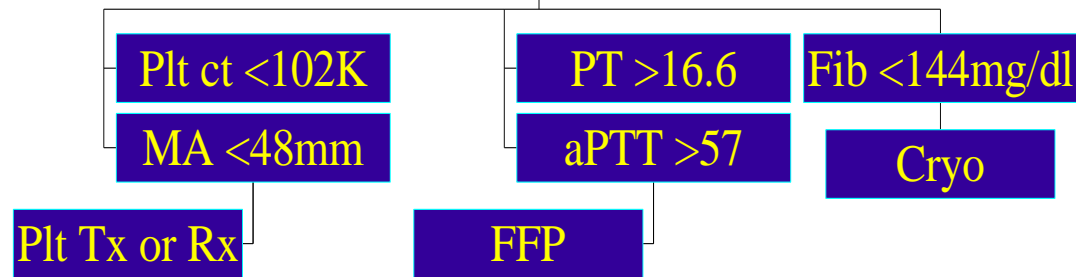 Plt ct <102K
MA <48mm
Plt Tx or Rx
PT >16.6
aPTT >57
FFP
Fib <144mg/dl
Cryo